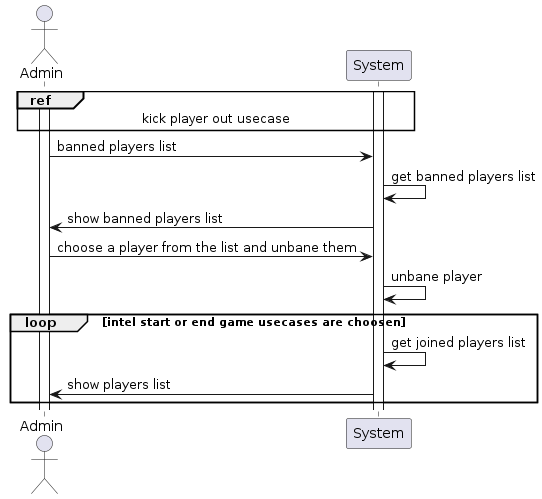 Admin
System
ref
kick player out usecase
banned players list
get banned players list
show banned players list
choose a player from the list and unbane them
unbane player
loop [intel start or end game usecases are choosen]
get joined players list
show players list
Admin
System